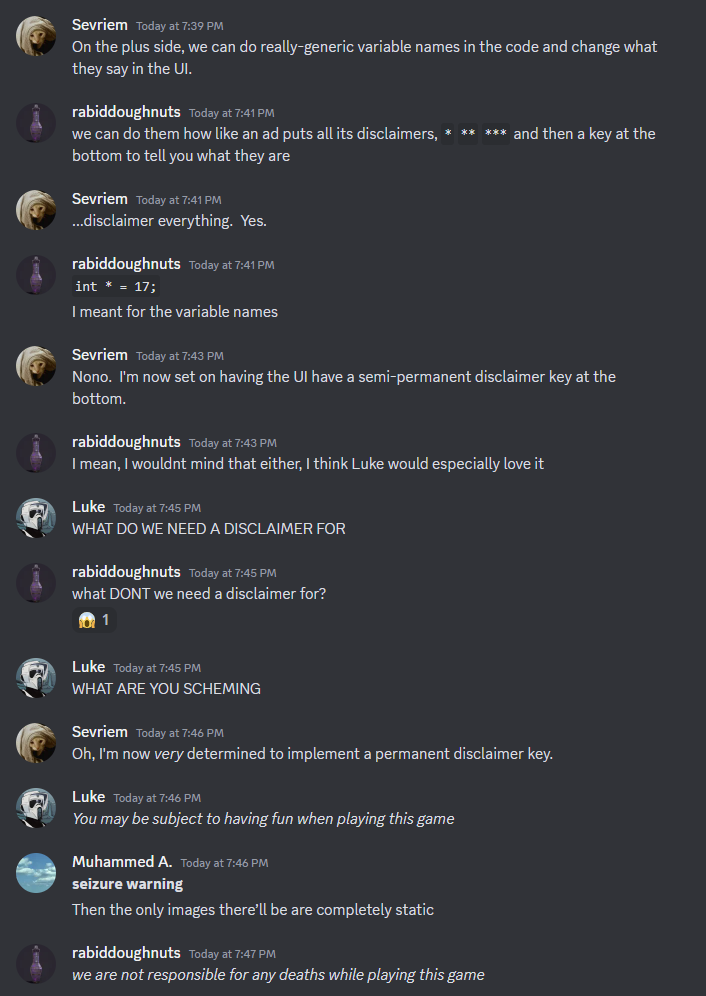 Sevriem Today at 7:39 PM
On the plus side, we can do really-generic variable names in the code and change what
they say in the UI.
rabiddoughnuts Today at 7:41 PM
we can do them how like an ad puts all its disclaimers, * ** *** and then a key at the
bottom to tell you what they are
Sevriem Today at 7:41 PM
...disclaimer everything. Yes.
rabiddoughnuts Today at 7:41 PM
int * = 17;
I meant for the variable names
Sevriem Today at 7:43 PM
Nono. I'm now set on having the UI have a semi-permanent disclaimer key at the
bottom.
rabiddoughnuts Today at 7:43 PM
I mean, I wouldnt mind that either, I think Luke would especially love it
Luke Today at 7:45 PM
WHAT DO WE NEED A DISCLAIMER FOR
rabiddoughnuts Today at 7:45 PM
what DONT we need a disclaimer for?
😱 1
Luke Today at 7:45 PM
WHAT ARE YOU SCHEMING
Sevriem Today at 7:46 PM
Oh, I'm now very determined to implement a permanent disclaimer key.
Luke Today at 7:46 PM
You may be subject to having fun when playing this game
Muhammed A. Today at 7:46 PM
seizure warning
Then the only images there'll be are completely static
rabiddoughnuts Today at 7:47 PM
we are not responsible for any deaths while playing this game